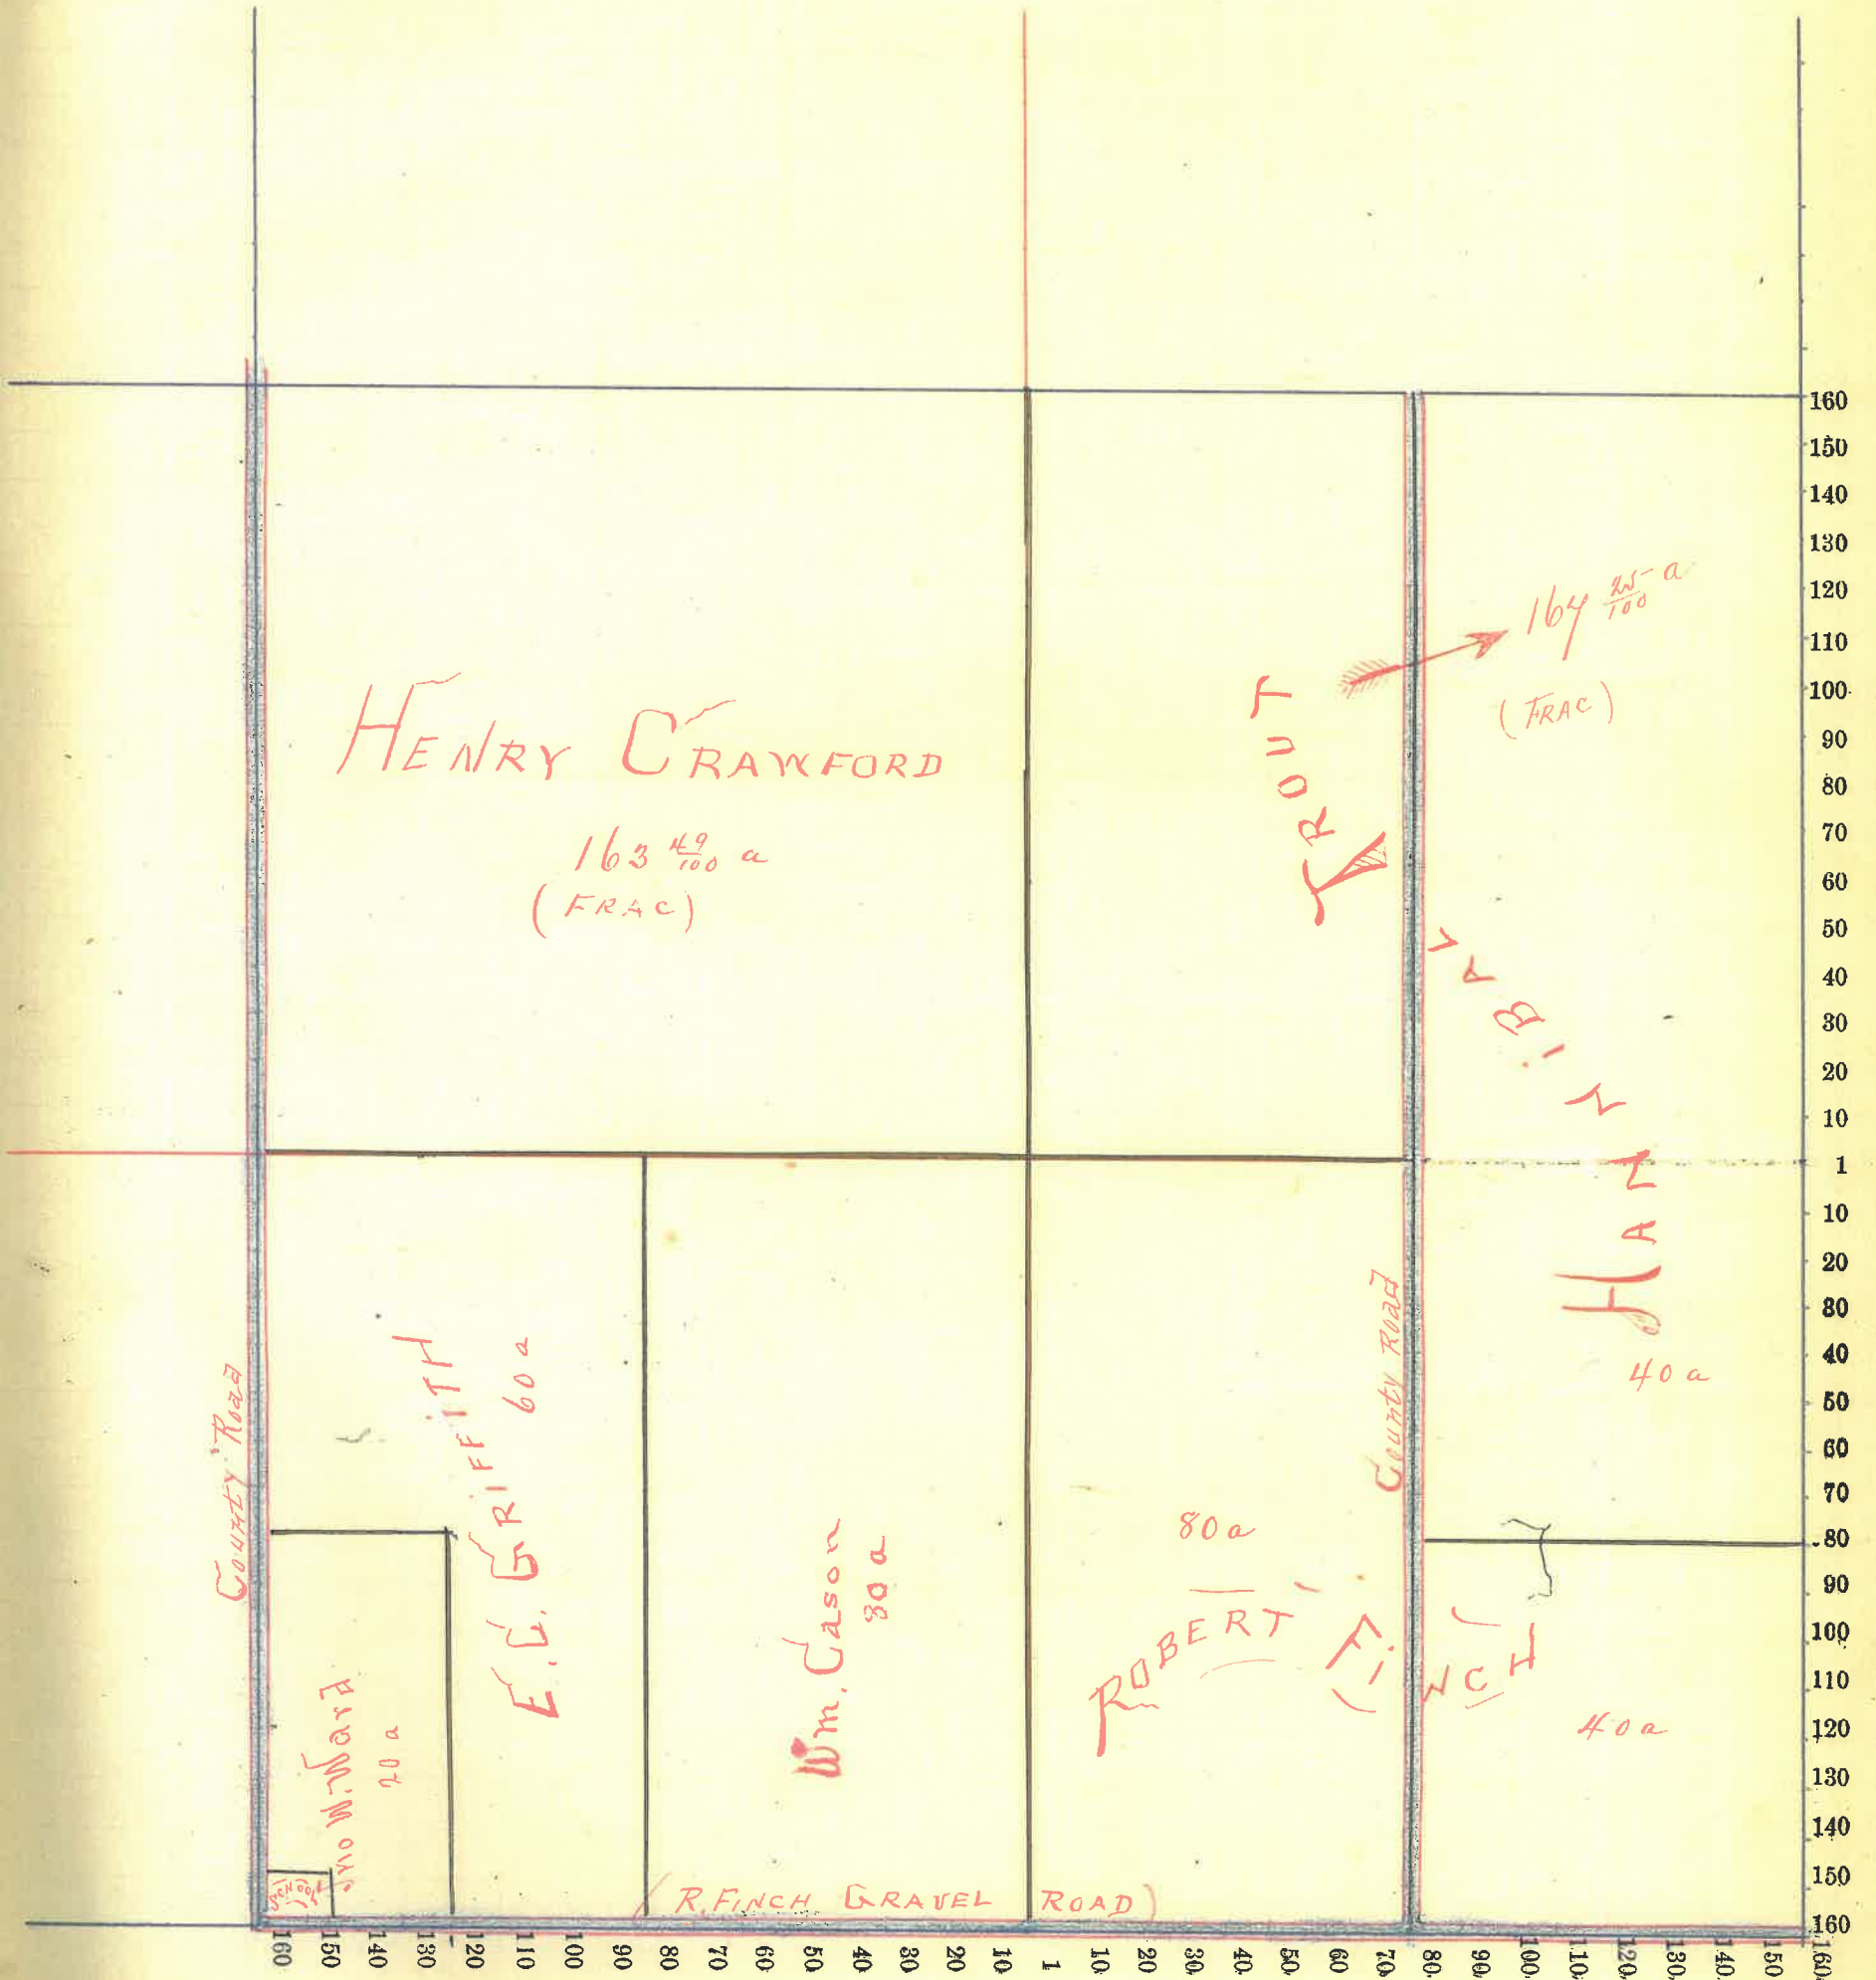 HENRY CRAWFORD
163 49/100 a
(FRAC)
HANNiBAL TROUT
164 25/100 a
(FRAC)
40 a
County Road
County Road
E. C. GRIFFiTH
60 a
Jno W. Ward
20 a
SCHOOL
Wm. Cason
80 a
80 a
ROBERT FiNCH
40 a
(R. FINCH GRAVEL ROAD)
160
150
140
130
120
110
100
90
80
70
60
50
40
30
20
10
1
10
20
30
40
50
60
70
80
90
100
110
120
130
140
150
160
160 150 140 130 120 110 100 90 80 70 60 50 40 30 20 10 1 10 20 30 40 50 60 70 80 90 100 110 120 130 140 150 160